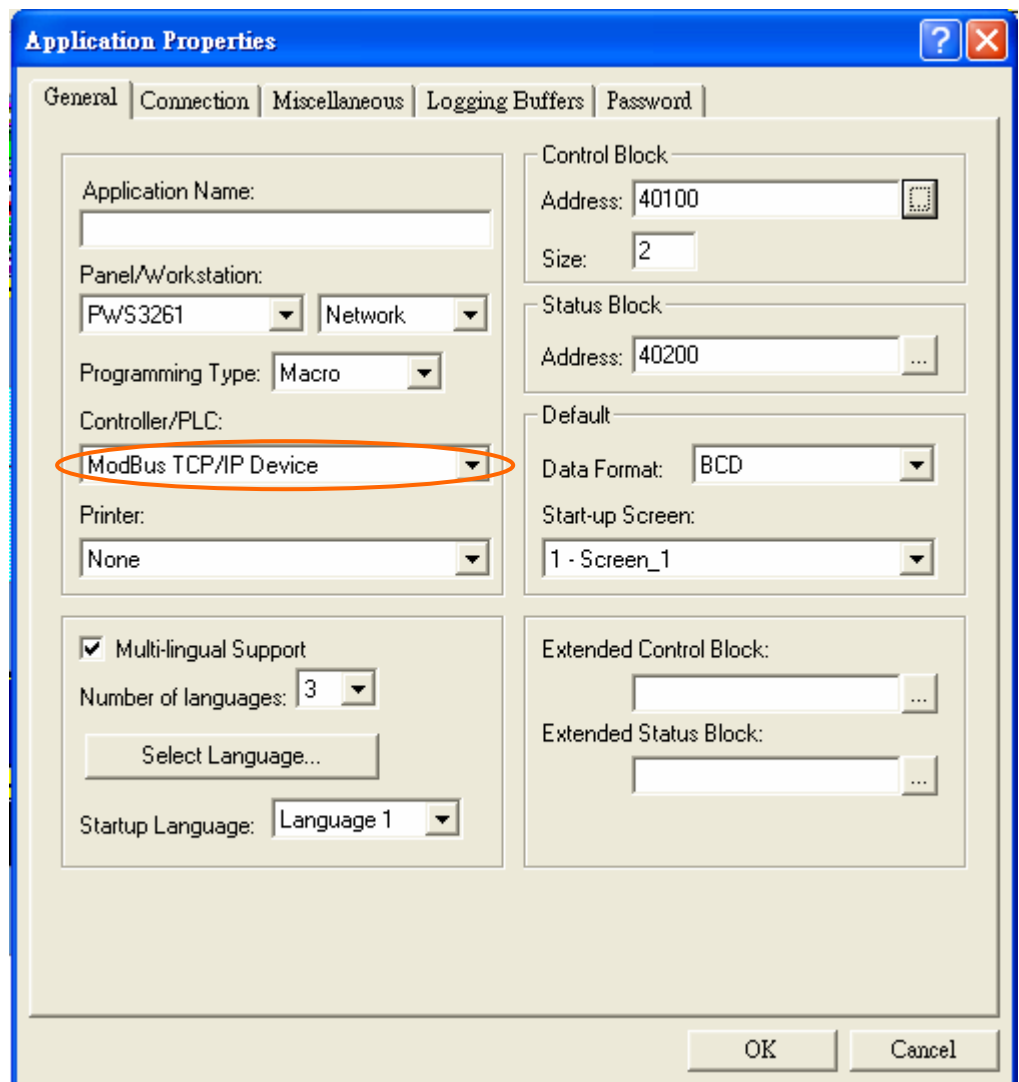 Application Properties
General Connection Miscellaneous Logging Buffers Password
Application Name:
Panel/Workstation:
PWS3261 Network
Programming Type: Macro
Controller/PLC:
ModBus TCP/IP Device
Printer:
None
Control Block
Address: 40100 ...
Size: 2
Status Block
Address: 40200 ...
Default
Data Format: BCD
Start-up Screen:
1 - Screen_1
Multi-lingual Support
Number of languages: 3
Select Language...
Startup Language: Language 1
Extended Control Block:
...
Extended Status Block:
...
OK Cancel